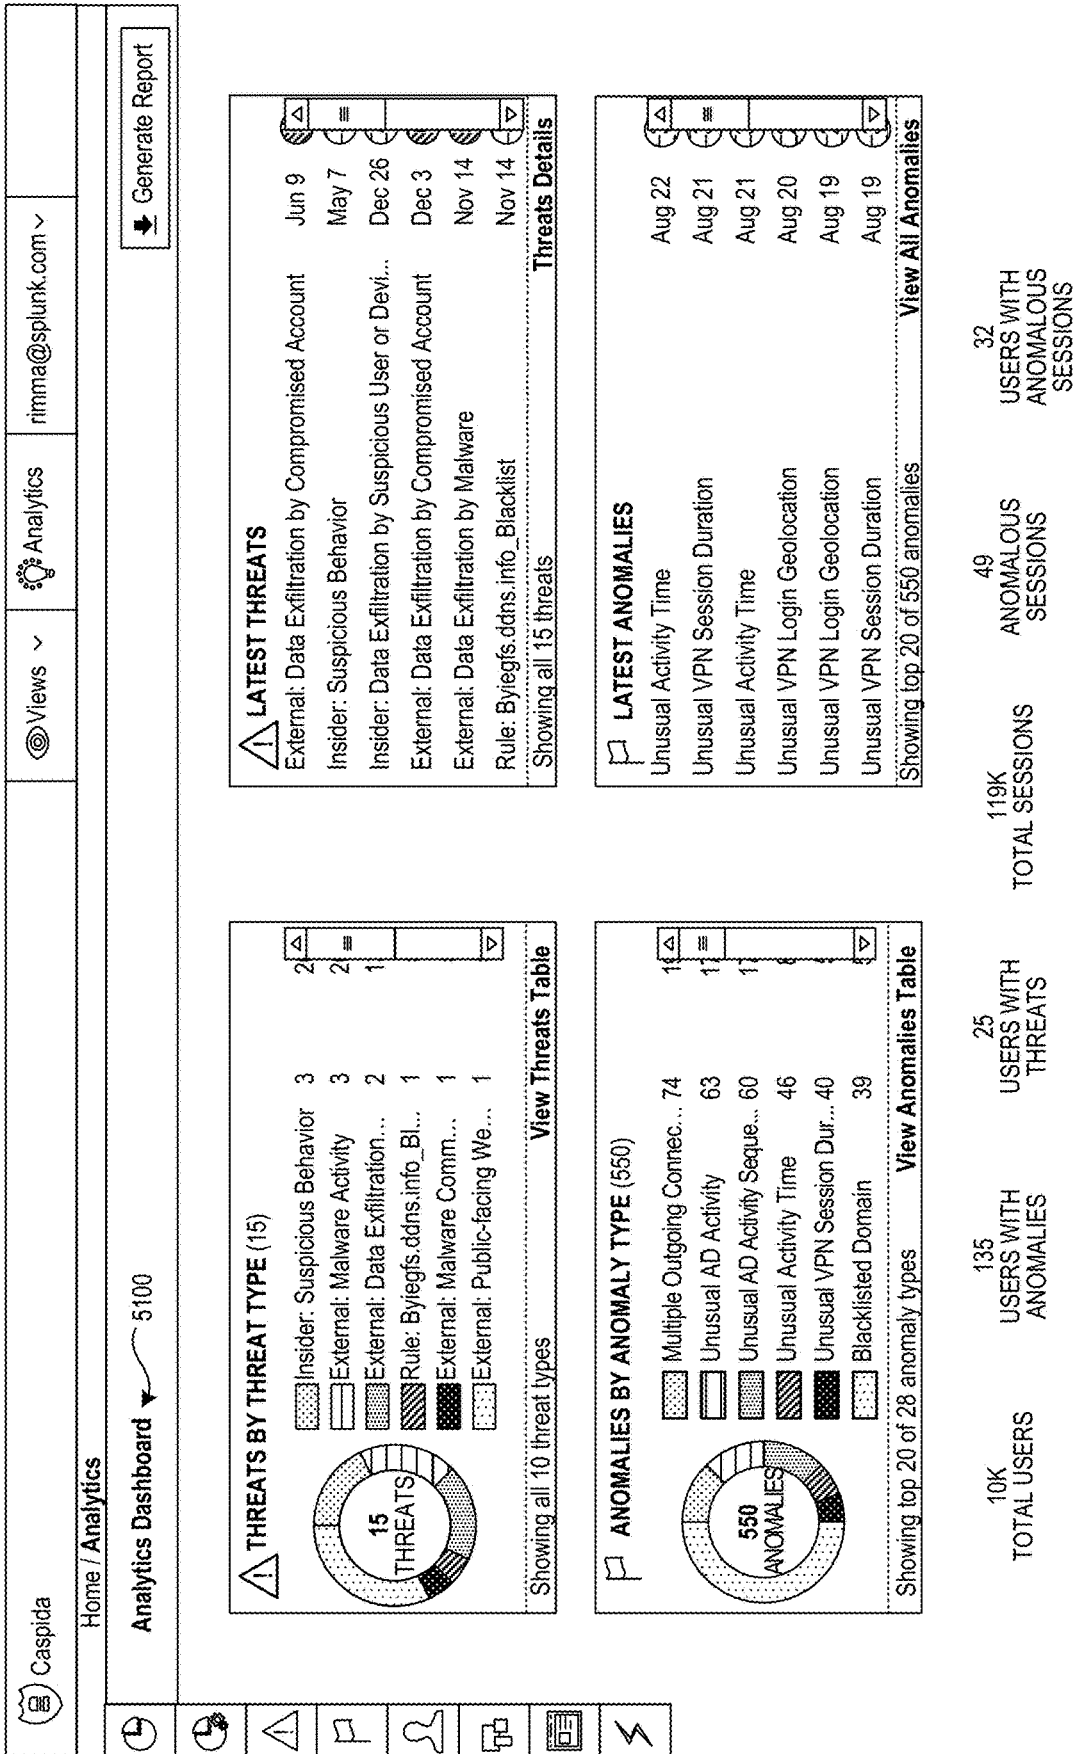 Caspida
Views
Analytics
rimma@splunk.com
Home / Analytics
Analytics Dashboard
5100
Generate Report
THREATS BY THREAT TYPE (15)
15
THREATS
Insider: Suspicious Behavior 3
External: Malware Activity 3
External: Data Exfiltration... 2
Rule: Byiegfs.ddns.info_Bl... 1
External: Malware Comm... 1
External: Public-facing We... 1
Showing all 10 threat types
View Threats Table
LATEST THREATS
External: Data Exfiltration by Compromised Account Jun 9
Insider: Suspicious Behavior May 7
Insider: Data Exfiltration by Suspicious User or Devi... Dec 26
External: Data Exfiltration by Compromised Account Dec 3
External: Data Exfiltration by Malware Nov 14
Rule: Byiegfs.ddns.info_Blacklist Nov 14
Showing all 15 threats
Threats Details
ANOMALIES BY ANOMALY TYPE (550)
550
ANOMALIES
Multiple Outgoing Connec... 74
Unusual AD Activity 63
Unusual AD Activity Seque... 60
Unusual Activity Time 46
Unusual VPN Session Dur... 40
Blacklisted Domain 39
Showing top 20 of 28 anomaly types
View Anomalies Table
LATEST ANOMALIES
Unusual Activity Time Aug 22
Unusual VPN Session Duration Aug 21
Unusual Activity Time Aug 21
Unusual VPN Login Geolocation Aug 20
Unusual VPN Login Geolocation Aug 19
Unusual VPN Session Duration Aug 19
Showing top 20 of 550 anomalies
View All Anomalies
10K
TOTAL USERS
135
USERS WITH
ANOMALIES
25
USERS WITH
THREATS
119K
TOTAL SESSIONS
49
ANOMALOUS
SESSIONS
32
USERS WITH
ANOMALOUS
SESSIONS